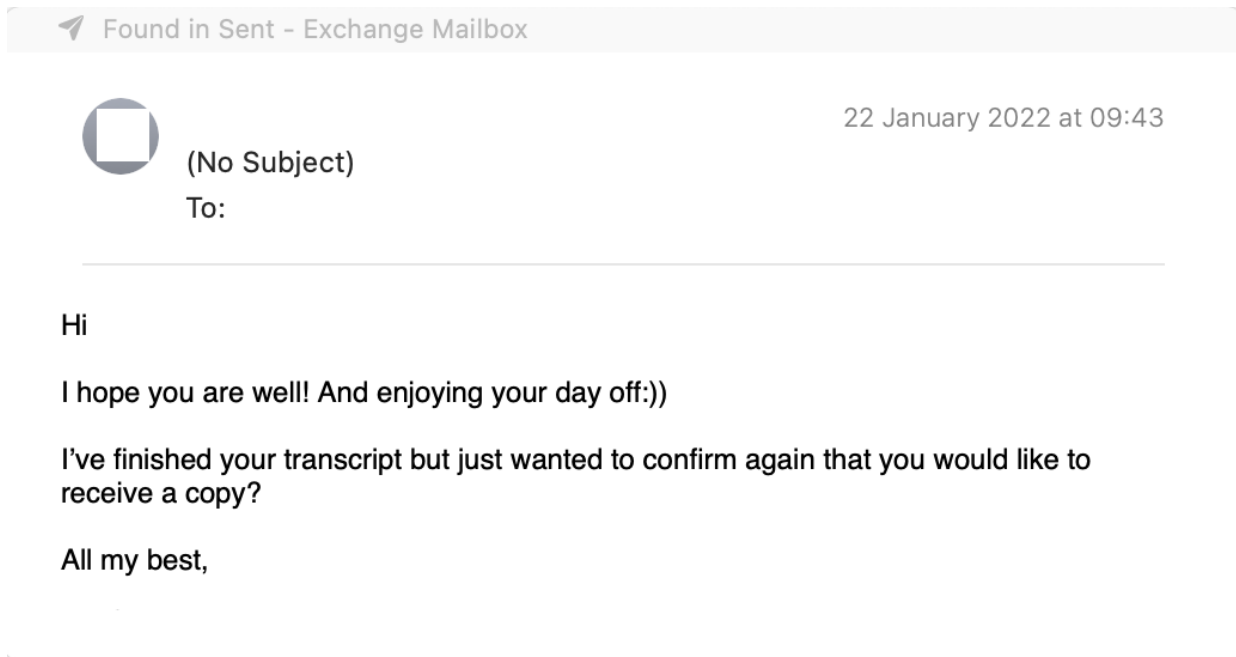 Found in Sent - Exchange Mailbox
22 January 2022 at 09:43
(No Subject)
To:
Hi
I hope you are well! And enjoying your day off:))
I’ve finished your transcript but just wanted to confirm again that you would like to
receive a copy?
All my best,